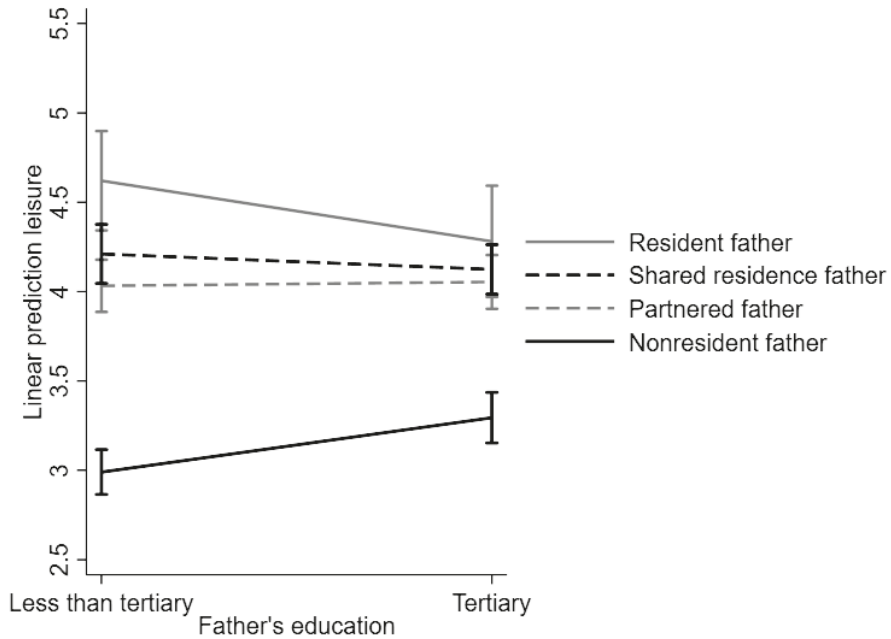 5.5
5
4.5
4
3.5
3
2.5
Linear prediction leisure
Less than tertiary
Tertiary
Father's education
Resident father
Shared residence father
Partnered father
Nonresident father